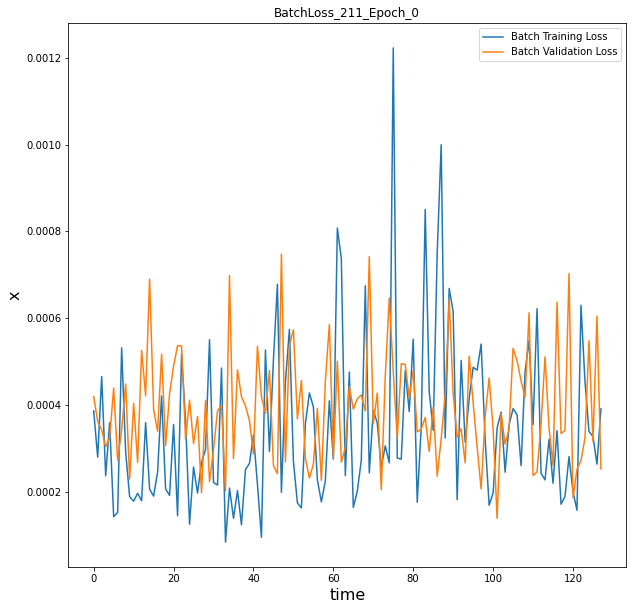 BatchLoss_211_Epoch_0
Batch Training Loss
Batch Validation Loss
0.0012
0.0010
0.0008
0.0006
0.0004
0.0002
x
0
20
40
60
80
100
120
time